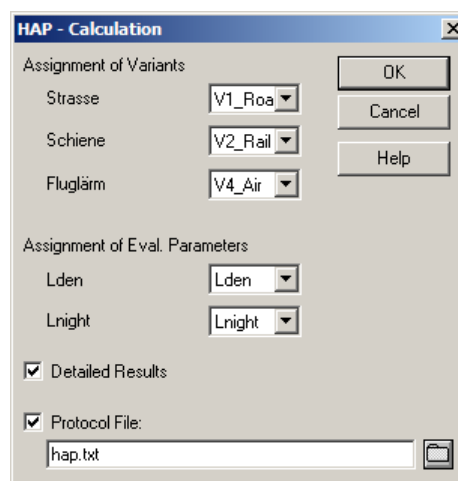 HAP - Calculation
Assignment of Variants
OK
Strasse V1_Roa
Cancel
Schiene V2_Rail
Help
Fluglärm V4_Air
Assignment of Eval. Parameters
Lden Lden
Lnight Lnight
Detailed Results
Protocol File:
hap.txt